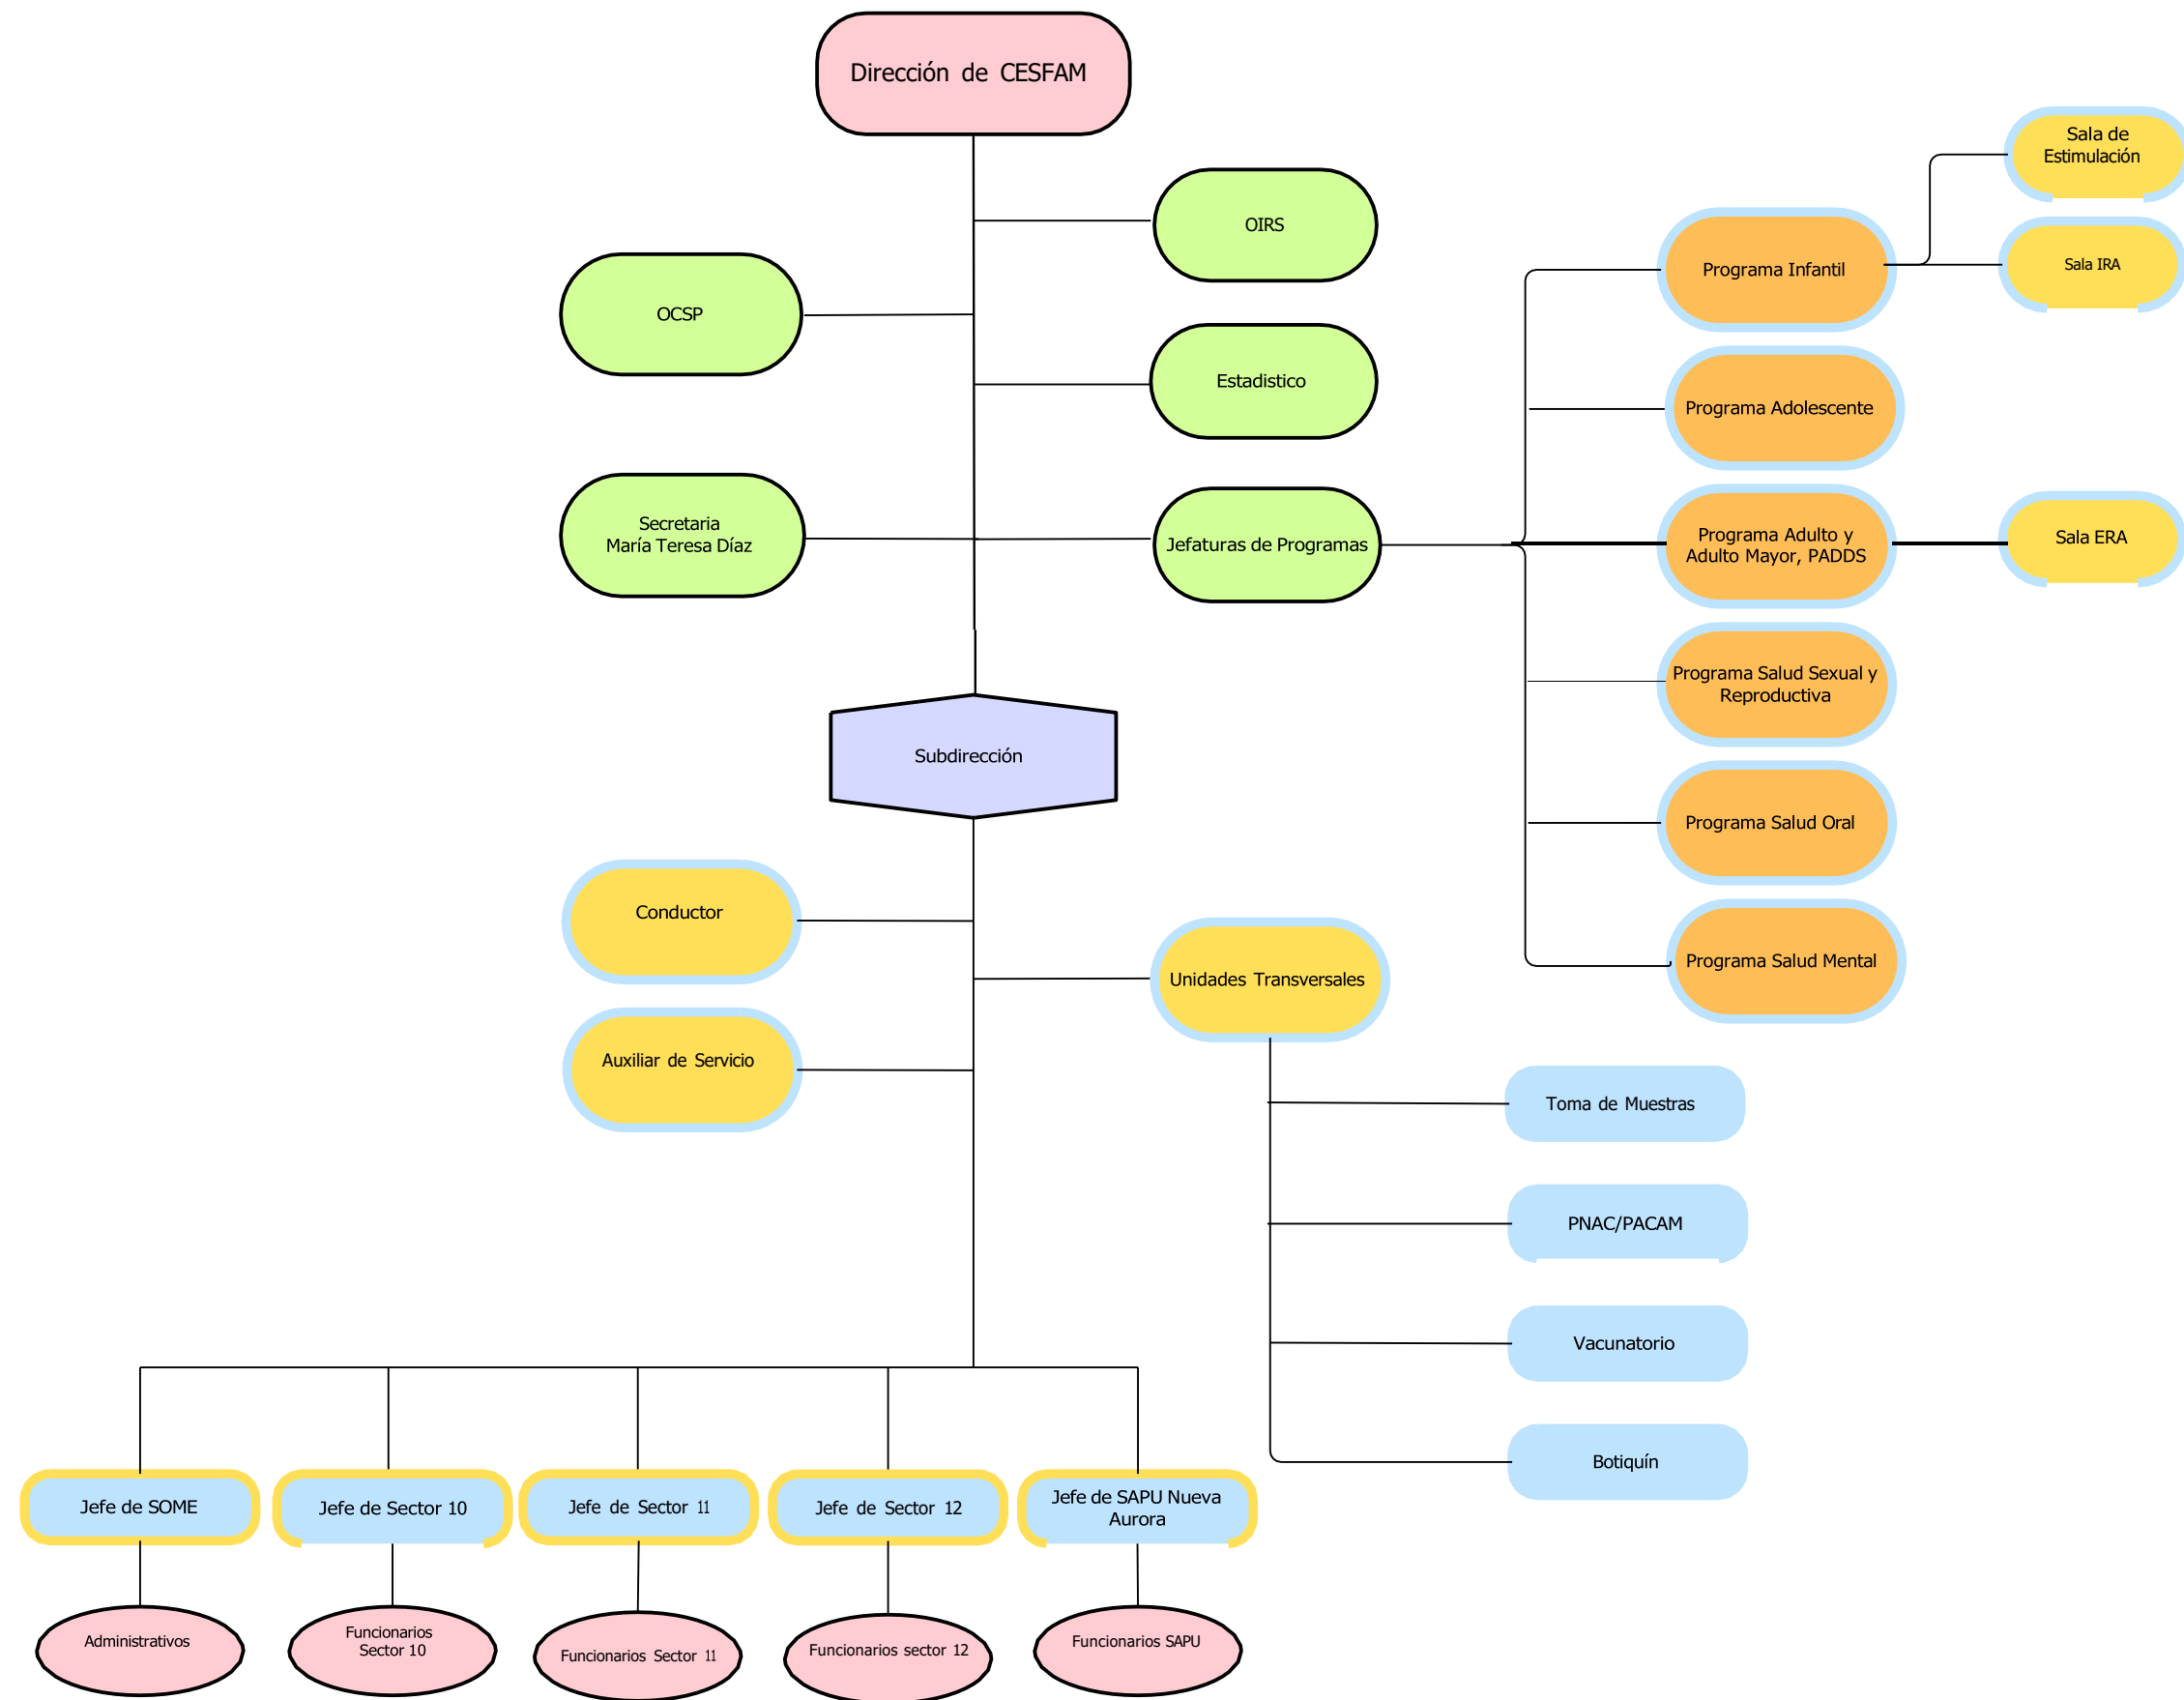 Dirección de CESFAM
Sala de
Estimulación
OIRS
Programa Infantil
Sala IRA
OCSP
Estadistico
Programa Adolescente
Secretaria
María Teresa Díaz
Jefaturas de Programas
Programa Adulto y
Adulto Mayor, PADDS
Sala ERA
Programa Salud Sexual y
Reproductiva
Subdirección
Programa Salud Oral
Conductor
Unidades Transversales
Programa Salud Mental
Auxiliar de Servicio
Toma de Muestras
PNAC/PACAM
Vacunatorio
Botiquín
Jefe de SOME
Jefe de Sector 10
Jefe de Sector 11
Jefe de Sector 12
Jefe de SAPU Nueva
Aurora
Administrativos
Funcionarios
Sector 10
Funcionarios Sector 11
Funcionarios sector 12
Funcionarios SAPU